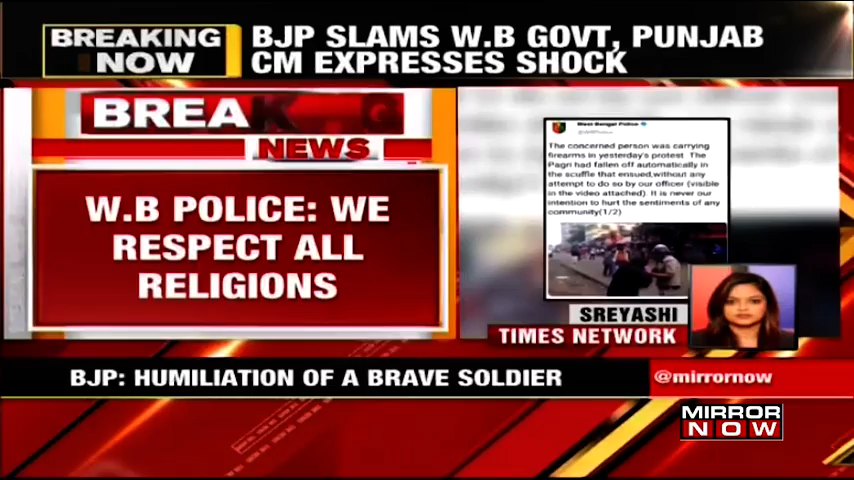 BREAKING
NOW
BJP SLAMS W.B GOVT, PUNJAB
CM EXPRESSES SHOCK
BREAK
NEWS
W.B POLICE: WE
RESPECT ALL
RELIGIONS
West Bengal Police
The concerned person was carrying
firearms in yesterday's protest. The
Pagri had fallen off automatically in
the scuffle that ensued,without any
attempt to do so by our officer (visible
in the video attached). It is never our
intention to hurt the sentiments of any
community(1/2)
SREYASHI
TIMES NETWORK
BJP: HUMILIATION OF A BRAVE SOLDIER
@mirrornow
MIRROR
NOW